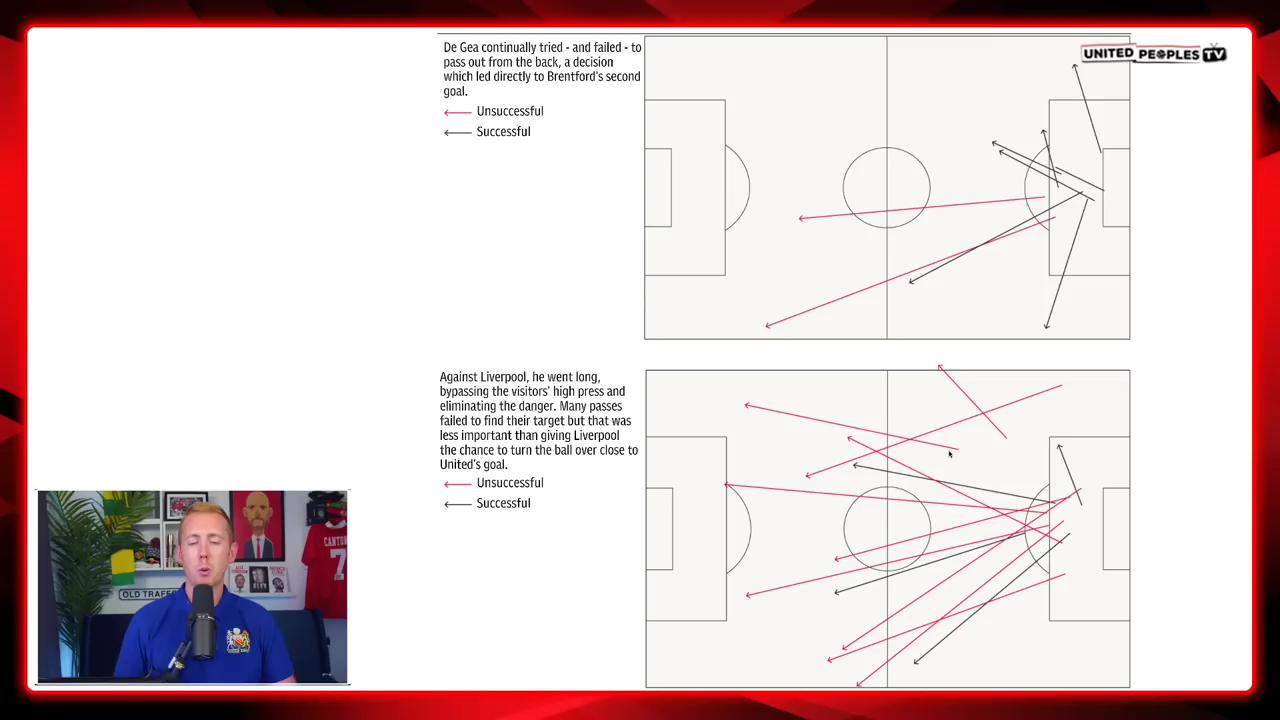 UNITED PEOPLES TV
De Gea continually tried - and failed - to
pass out from the back, a decision
which led directly to Brentford's second
goal.
Unsuccessful
Successful
Against Liverpool, he went long,
bypassing the visitors' high press and
eliminating the danger. Many passes
failed to find their target but that was
less important than giving Liverpool
the chance to turn the ball over close to
United's goal.
Unsuccessful
Successful
OLD TRAFF
CANTON
7